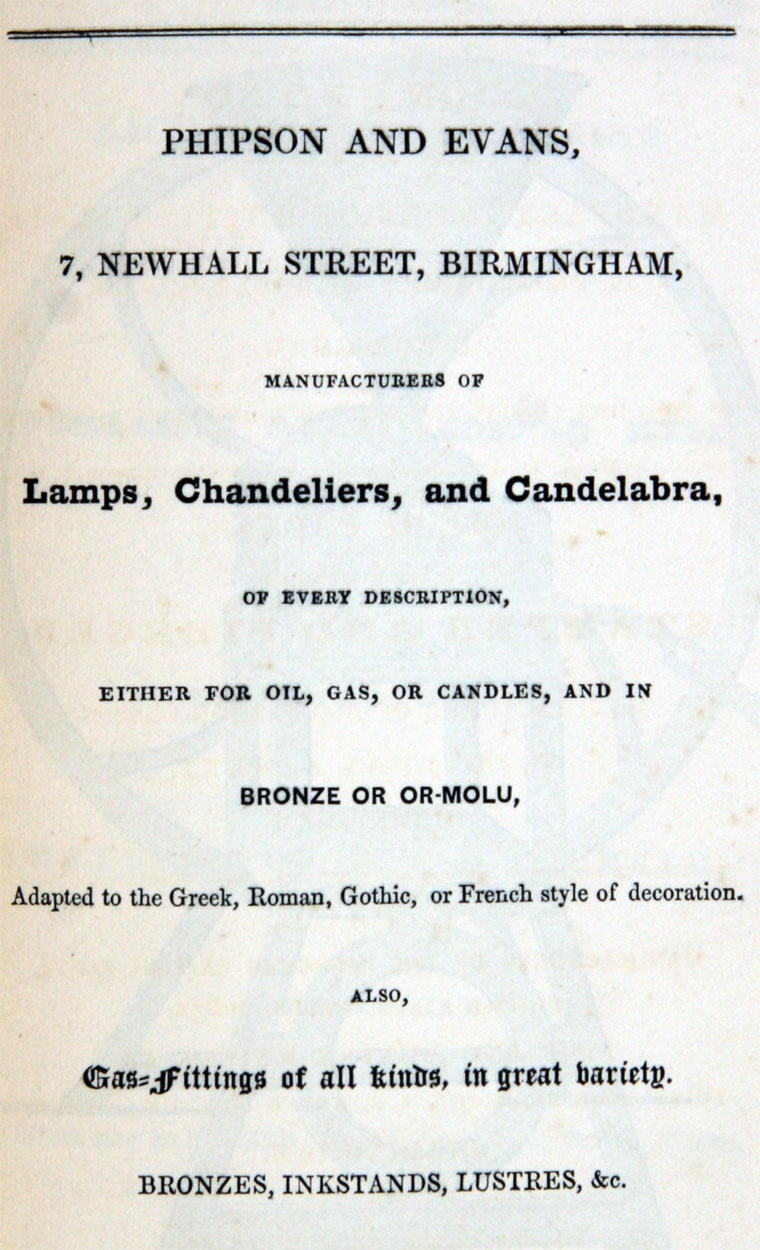 PHIPSON AND EVANS,
7, NEWHALL STREET, BIRMINGHAM,
MANUFACTURERS OF
Lamps, Chandeliers, and Candelabra,
OF EVERY DESCRIPTION,
EITHER FOR OIL, GAS, OR CANDLES, AND IN
BRONZE OR OR-MOLU,
Adapted to the Greek, Roman, Gothic, or French style of decoration.
ALSO,
Gas-Fittings of all kinds, in great variety.
BRONZES, INKSTANDS, LUSTRES, &c.